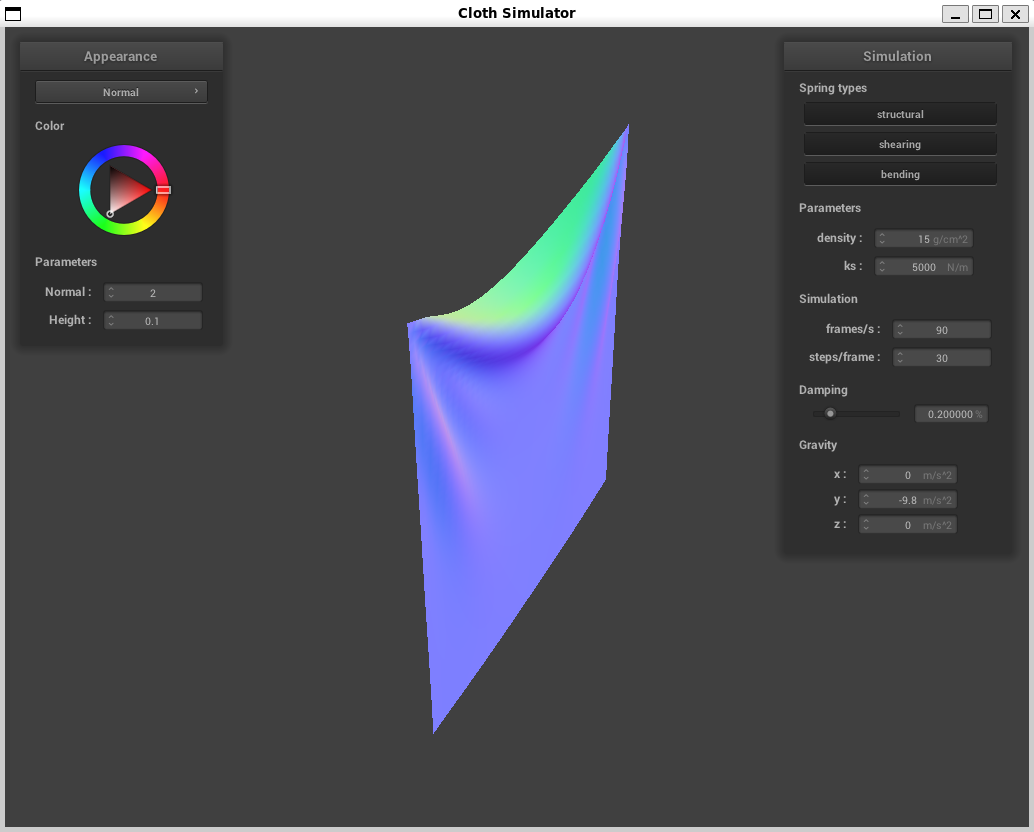 Cloth Simulator
Appearance
Normal
Color
Parameters
Normal : 2
Height : 0.1
Simulation
Spring types
structural
shearing
bending
Parameters
density : 15 g/cm^2
ks : 5000 N/m
Simulation
frames/s : 90
steps/frame : 30
Damping
0.200000 %
Gravity
x : 0 m/s^2
y : -9.8 m/s^2
z : 0 m/s^2